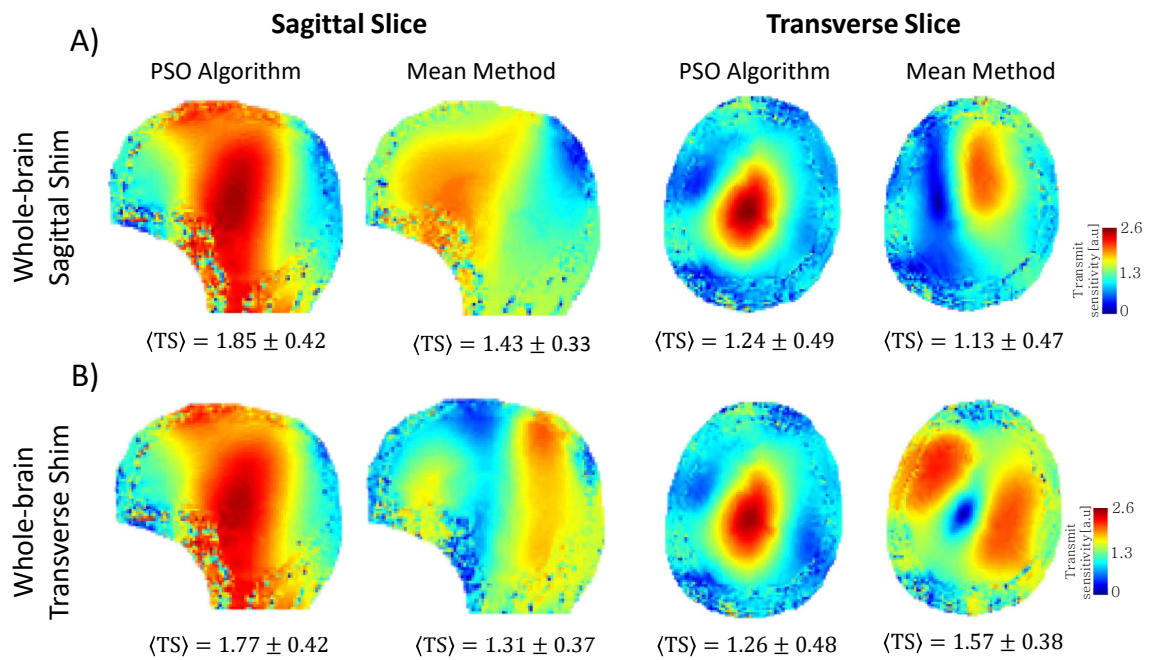 Sagittal Slice
Transverse Slice
A)
PSO Algorithm
Mean Method
PSO Algorithm
Mean Method
Whole-brain
Sagittal Shim
2.6
1.3
0
Transmit
sensitivity[a.u]
⟨TS⟩ = 1.85 ± 0.42
⟨TS⟩ = 1.43 ± 0.33
⟨TS⟩ = 1.24 ± 0.49
⟨TS⟩ = 1.13 ± 0.47
B)
Whole-brain
Transverse Shim
2.6
1.3
0
Transmit
sensitivity[a.u]
⟨TS⟩ = 1.77 ± 0.42
⟨TS⟩ = 1.31 ± 0.37
⟨TS⟩ = 1.26 ± 0.48
⟨TS⟩ = 1.57 ± 0.38